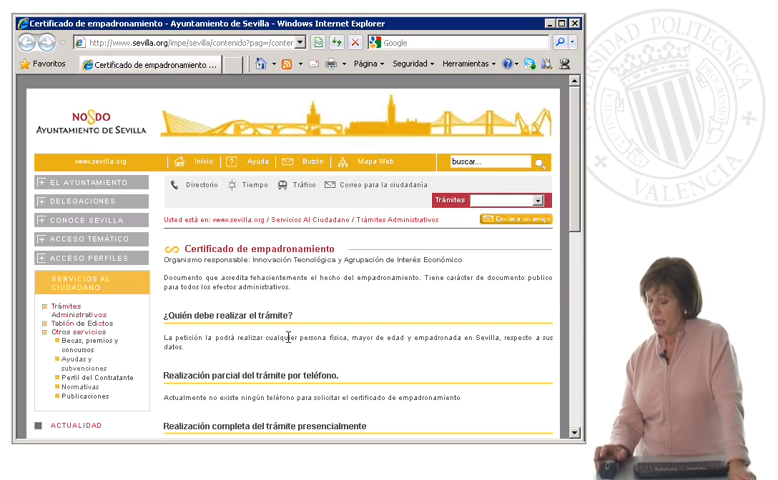 Certificado de empadronamiento - Ayuntamiento de Sevilla - Windows Internet Explorer
http://www.sevilla.org/impe/sevilla/contenido?pag=/conter
Google
Favoritos
Certificado de empadronamiento ...
Página
Seguridad
Herramientas
NO8DO
AYUNTAMIENTO DE SEVILLA
www.sevilla.org
Inicio
Ayuda
Buzón
Mapa Web
buscar...
EL AYUNTAMIENTO
DELEGACIONES
CONOCE SEVILLA
ACCESO TEMÁTICO
ACCESO PERFILES
SERVICIOS AL
CIUDADANO
Trámites
Administrativos
Tablón de Edictos
Otros servicios
Becas, premios y
concursos
Ayudas y
subvenciones
Perfil del Contratante
Normativas
Publicaciones
ACTUALIDAD
Directorio
Tiempo
Tráfico
Correo para la ciudadanía
Trámites
Usted está en: www.sevilla.org / Servicios Al Ciudadano / Trámites Administrativos
Enviar a un amigo
Certificado de empadronamiento
Organismo responsable: Innovación Tecnológica y Agrupación de Interés Económico
Documento que acredita fehacientemente el hecho del empadronamiento. Tiene carácter de documento publico
para todos los efectos administrativos.
¿Quién debe realizar el trámite?
La petición la podrá realizar cualquier persona física, mayor de edad y empadronada en Sevilla, respecto a sus
datos.
Realización parcial del trámite por teléfono.
Actualmente no existe ningún teléfono para solicitar el certificado de empadronamiento
Realización completa del trámite presencialmente
UNIVERSIDAD POLITECNICA
DE VALENCIA